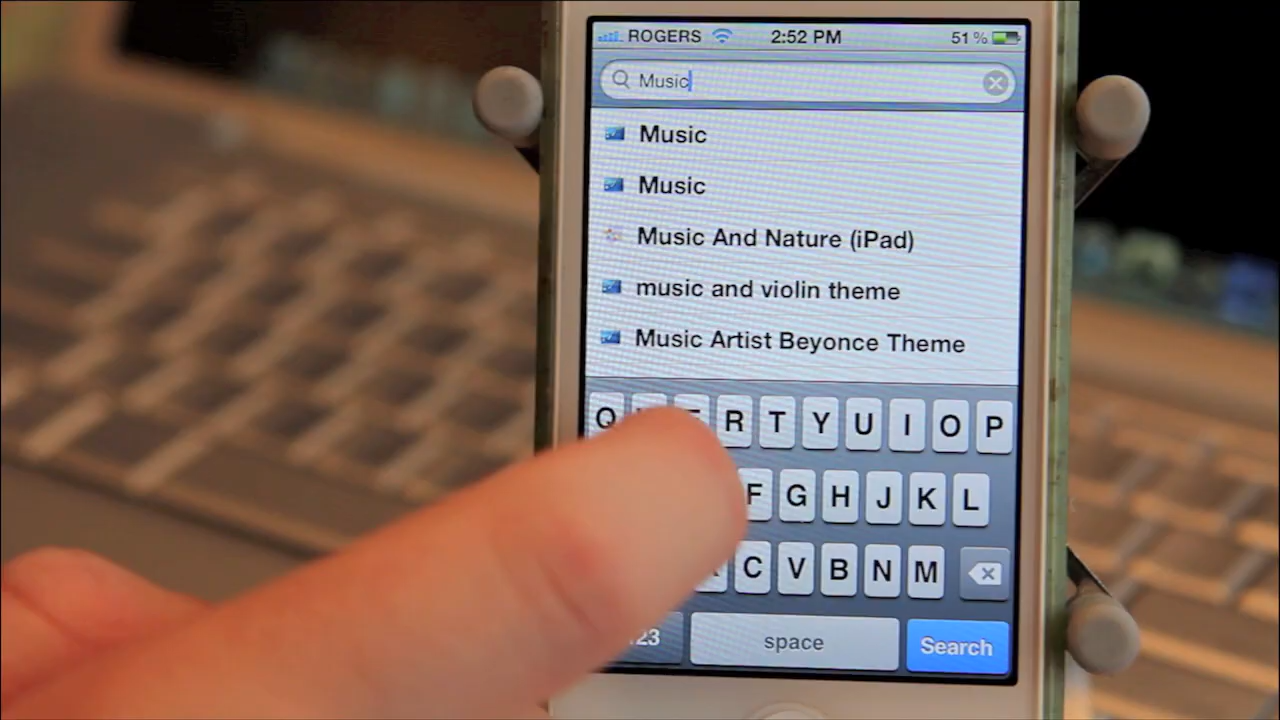 ROGERS 2:52 PM 51%
Music
Music
Music
Music And Nature (iPad)
music and violin theme
Music Artist Beyonce Theme
Q E R T Y U I O P
F G H J K L
C V B N M
23 space Search